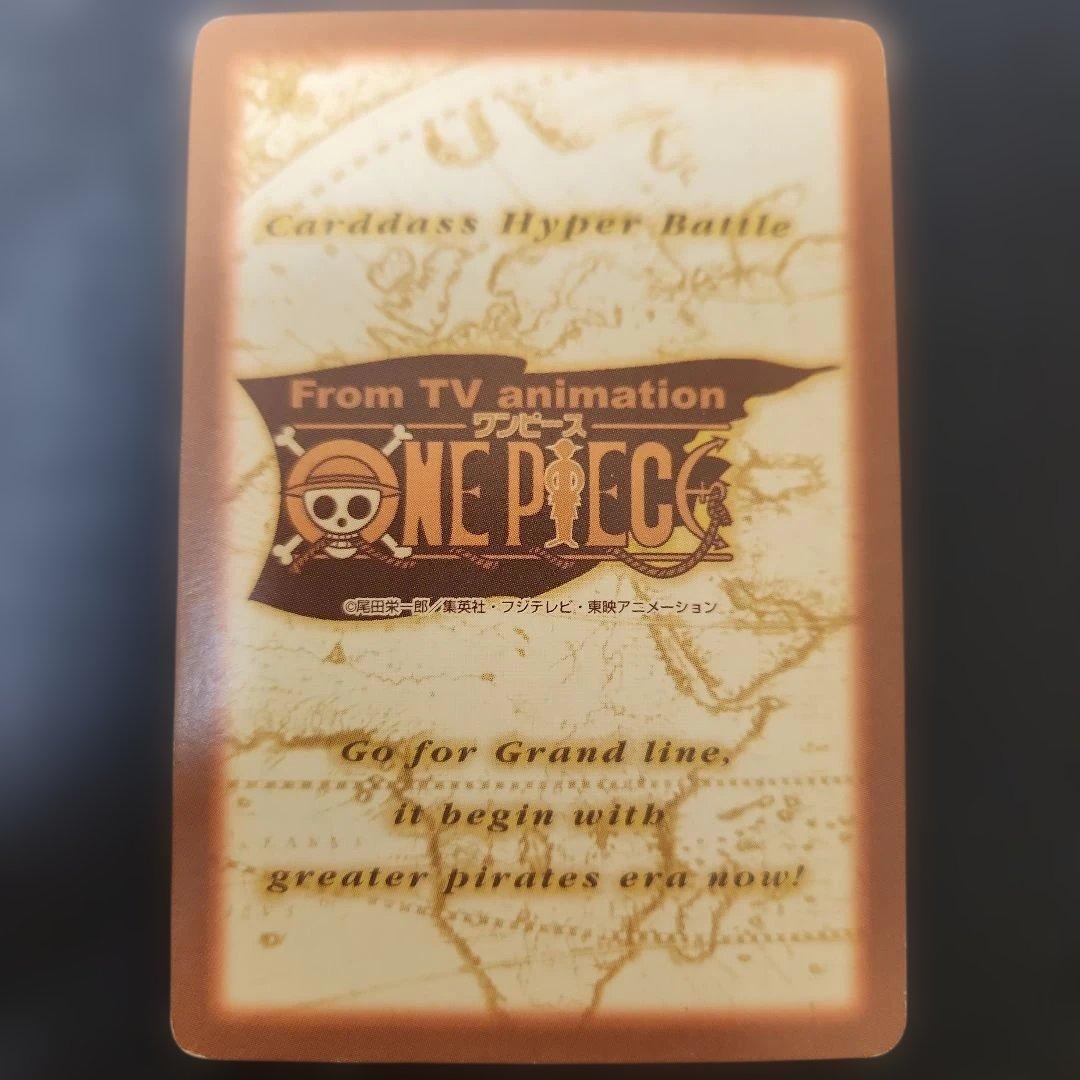 Carddass Hyper Battle
From TV animation
ワンピース
ONE PIECE
©尾田栄一郎／集英社・フジテレビ・東映アニメーション
Go for Grand line,
it begin with
greater pirates era now!